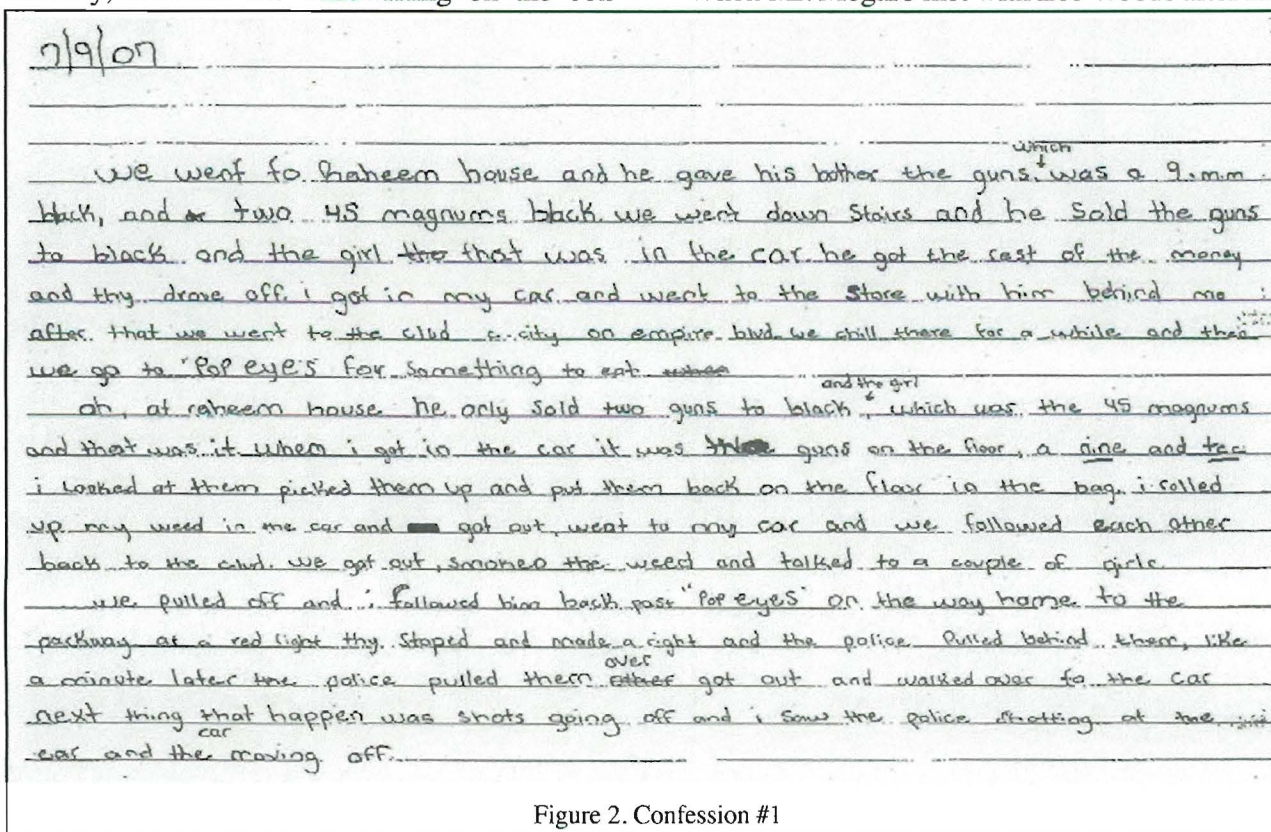 7/9/07
which
we went to Raheem house and he gave his bother the guns. was a 9.m.m
black, and two 45 magnums black. we went down stairs and he sold the guns
to black and the girl tha that was in the car he got the rest of the money
and thy drove off. i got in my car and went to the store with him behind me
after that we went to the clud c. city on empire blvd. we chill there for a while and then
we go to "POP eyes" for something to eat when
and the girl
oh, at raheem house he only sold two guns to black, which was the 45 magnums
and that was it. when i got in the car it was guns on the floor, a nine and tec
i looked at them picked them up and put them back on the floor in the bag. i rolled
up my weed in the car and got out, went to my car and we followed each other
back to the clud. we got out, smoked the weed and talked to a couple of girls
we pulled off and i followed him back past "Pop eyes" on the way home to the
parkway at a red light thy stoped and made a right and the police Pulled behind them, like
over
a minute later the police pulled them other got out and walked over to the car
next thing that happen was shots going off and i saw the police shotting at the
car
ear and the moving off.
Figure 2. Confession #1